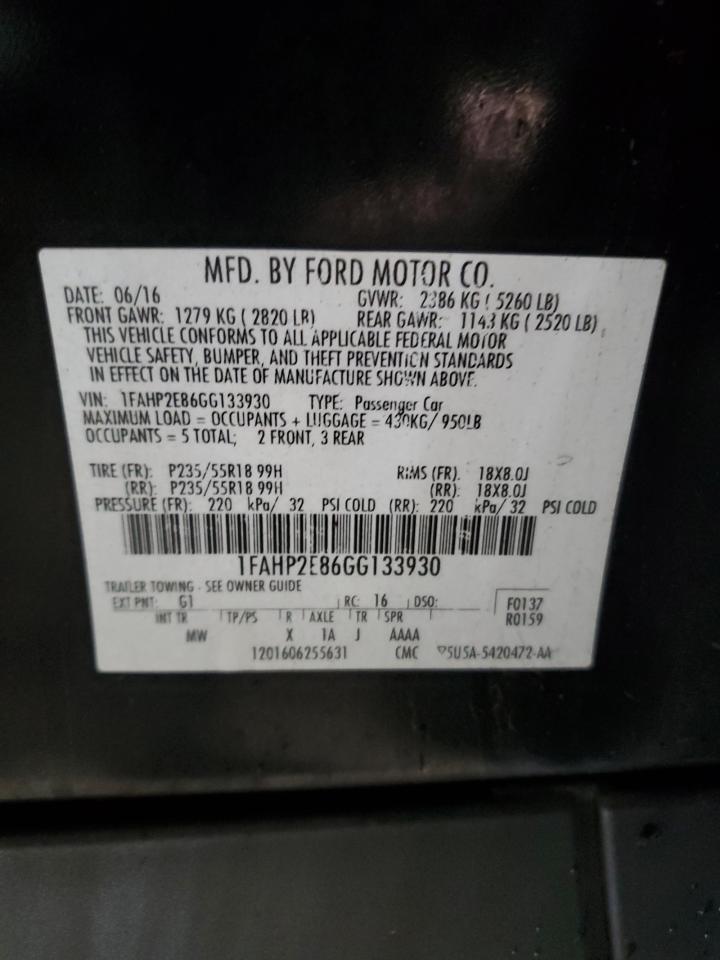 MFD. BY FORD MOTOR CO.
DATE: 06/16 GVWR: 2386 KG ( 5260 LB)
FRONT GAWR: 1279 KG ( 2820 LB) REAR GAWR: 1143 KG ( 2520 LB)
THIS VEHICLE CONFORMS TO ALL APPLICABLE FEDERAL MOTOR
VEHICLE SAFETY, BUMPER, AND THEFT PREVENTION STANDARDS
IN EFFECT ON THE DATE OF MANUFACTURE SHOWN ABOVE.
VIN: 1FAHP2E86GG133930 TYPE: Passenger Car
MAXIMUM LOAD = OCCUPANTS + LUGGAGE = 430KG/ 950LB
OCCUPANTS = 5 TOTAL; 2 FRONT, 3 REAR
TIRE (FR): P235/55R18 99H RIMS (FR). 18X8.0J
(RR): P235/55R18 99H (RR): 18X8.0J
PRESSURE (FR): 220 kPa/ 32 PSI COLD (RR): 220 kPa/ 32 PSI COLD
1FAHP2E86GG133930
TRAILER TOWING - SEE OWNER GUIDE
EXT PNT: G1 RC: 16 DSO: F0137
INT TR TP/PS R AXLE TR SPR R0159
MW X 1A J AAAA
1201606255631 CMC 5U5A-5420472-AA